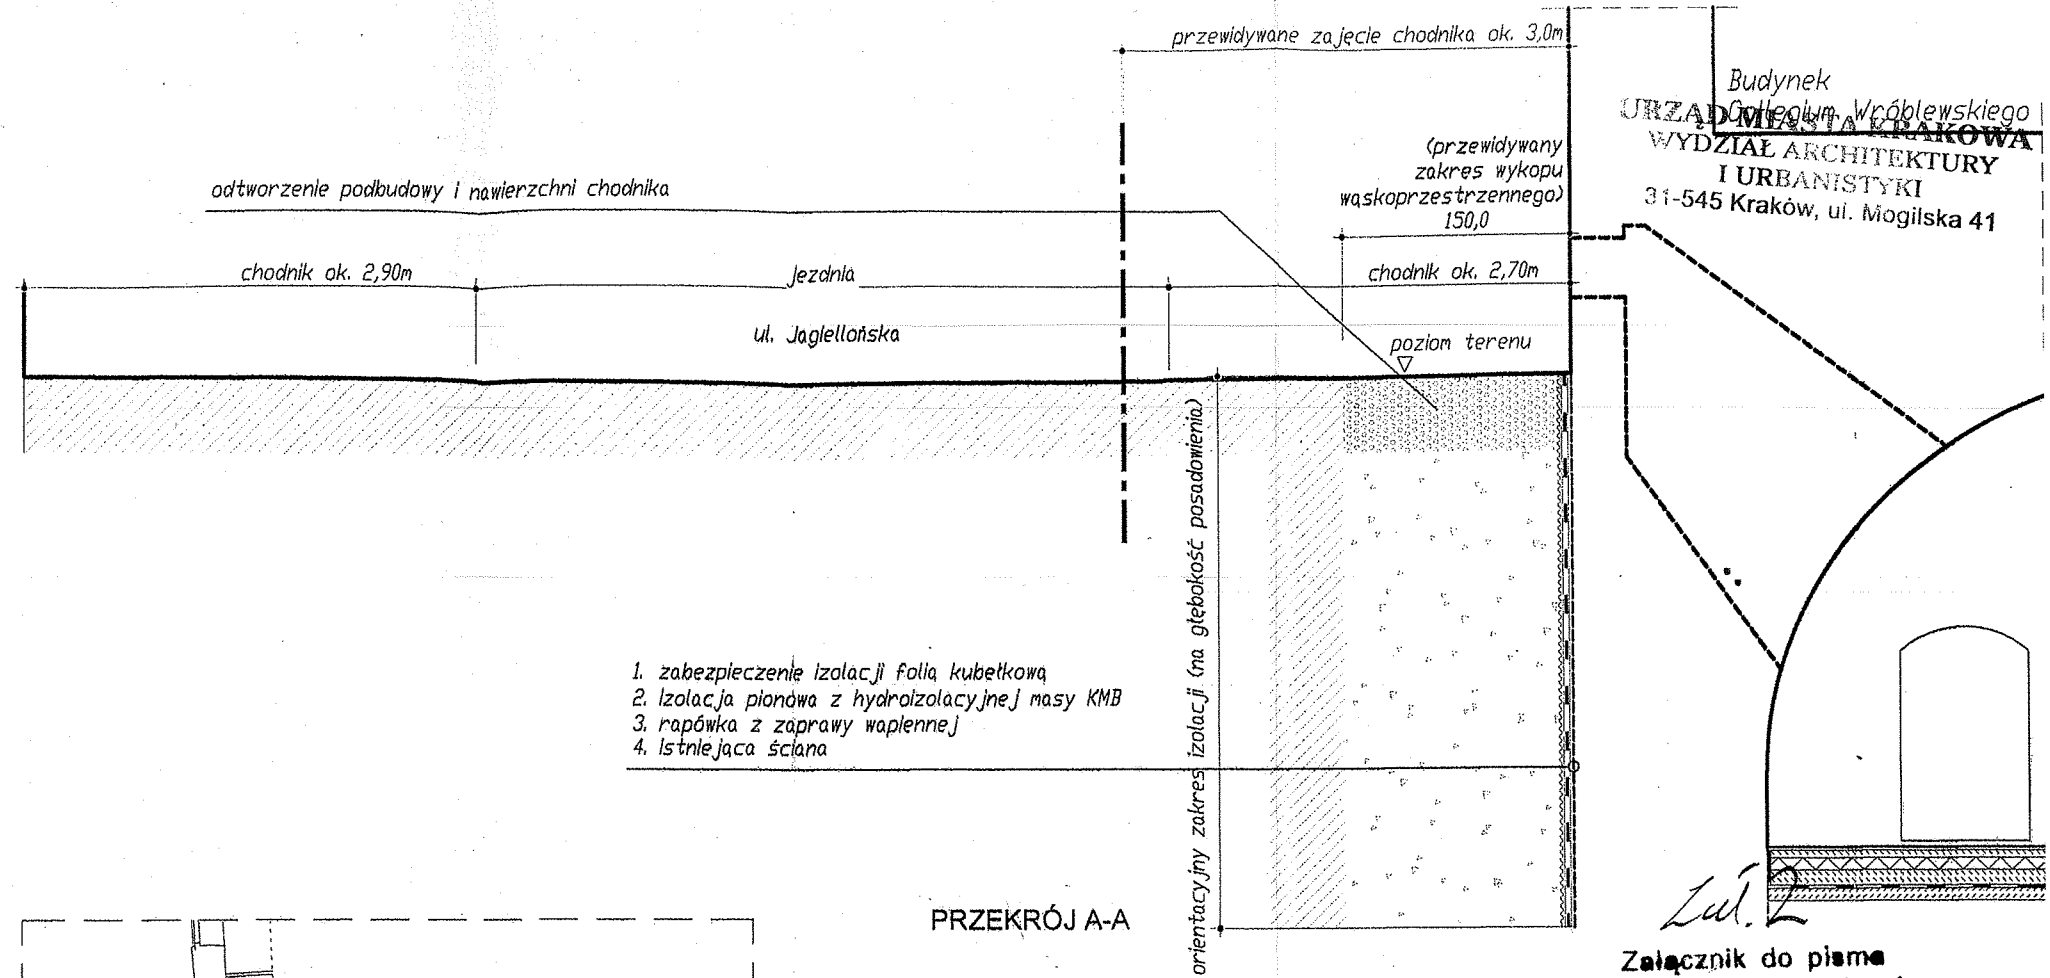 przewidywane zajęcie chodnika ok. 3,0m
Budynek
Collegium Wróblewskiego
URZĄD MIASTA KRAKOWA
WYDZIAŁ ARCHITEKTURY
I URBANISTYKI
31-545 Kraków, ul. Mogilska 41
(przewidywany
zakres wykopu
wąskoprzestrzennego)
150,0
odtworzenie podbudowy i nawierzchni chodnika
chodnik ok. 2,90m
jezdnia
chodnik ok. 2,70m
ul. Jagiellońska
poziom terenu
orientacyjny zakres izolacji (na głębokość posadowienia)
1. zabezpieczenie izolacji folią kubełkową
2. izolacja pionowa z hydroizolacyjnej masy KMB
3. rapówka z zaprawy wapiennej
4. istniejąca ściana
PRZEKRÓJ A-A
Zał. 2
Załącznik do pisma